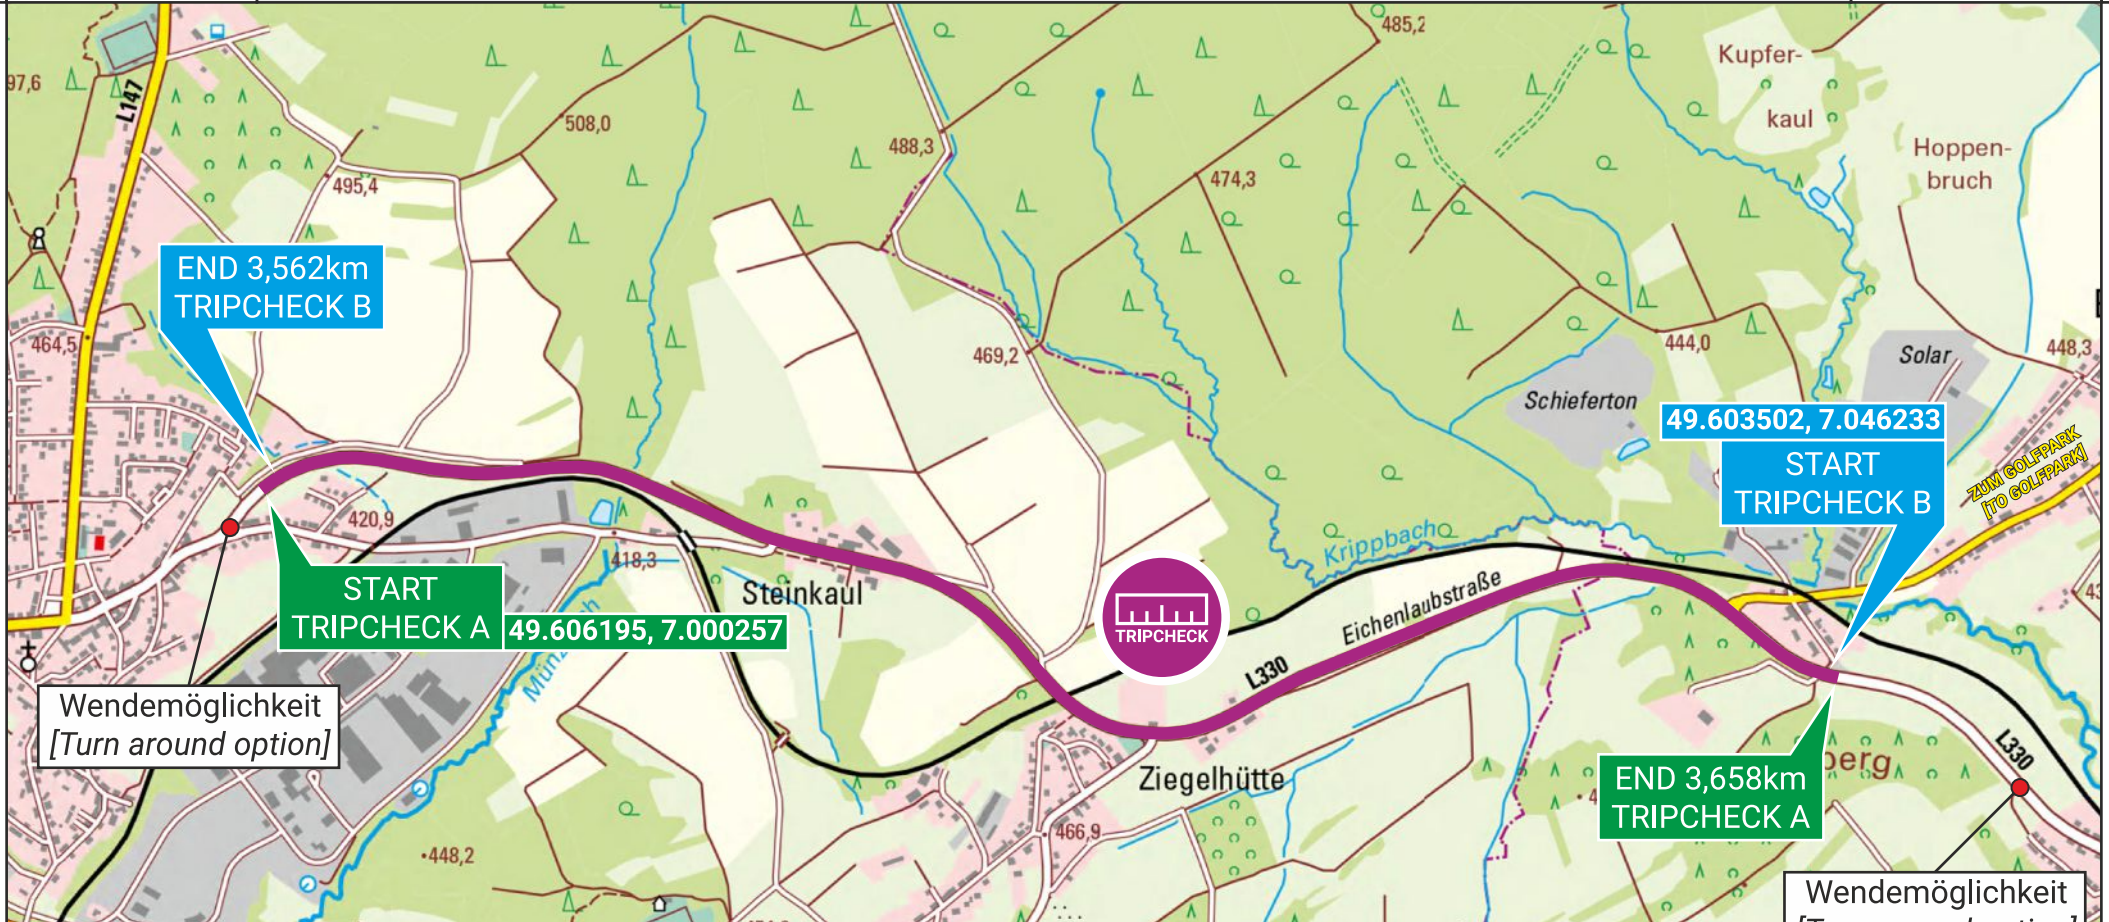 485,2
Kupfer-
kaul
97,6
L147
508,0
488,3
Hoppen-
bruch
495,4
474,3
END 3,562km
TRIPCHECK B
464,5
469,2
444,0
Solar
448,3
Schieferton
49.603502, 7.046233
START
TRIPCHECK B
ZUM GOLFPARK
[TO GOLFPARK]
420,9
418,3
Krippbach
START
TRIPCHECK A
49.606195, 7.000257
Steinkaul
Eichenlaubstraße
TRIPCHECK
L330
Wendemöglichkeit
[Turn around option]
Ziegelhütte
L330
berg
END 3,658km
TRIPCHECK A
466,9
448,2
Wendemöglichkeit